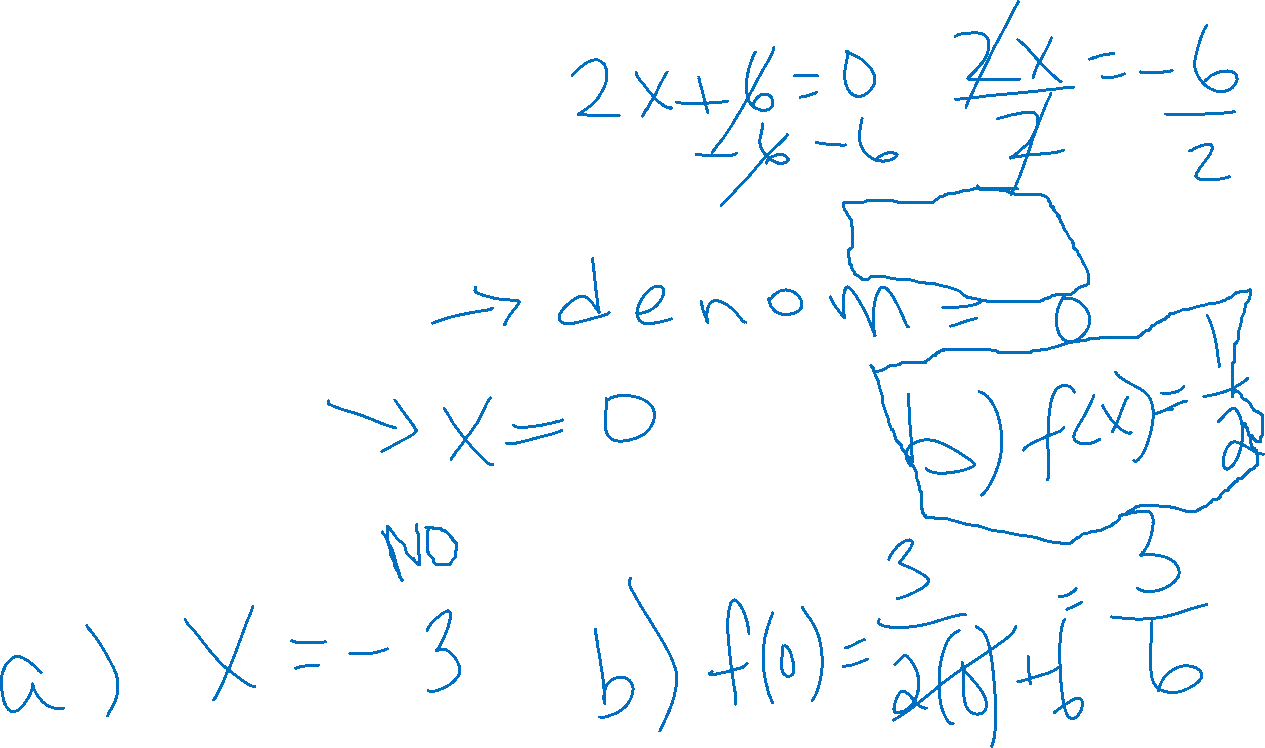 2x+6=0 2x/2 = -6/2
-6 -6
→ denom = 0
→ x = 0
b) f(x) = 1/2
NO
a) x = -3 b) f(0) = 3/(2(0)+6) = 3/6